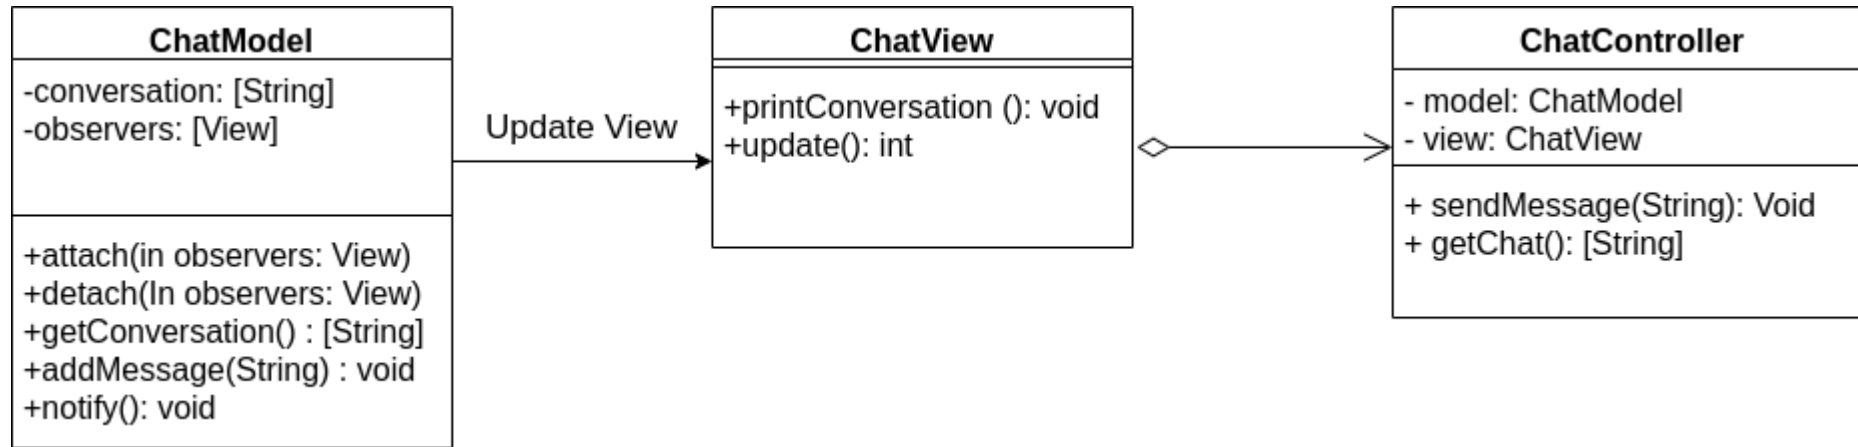 ChatModel
-conversation: [String]
-observers: [View]
+attach(in observers: View)
+detach(In observers: View)
+getConversation() : [String]
+addMessage(String) : void
+notify(): void
Update View
ChatView
+printConversation (): void
+update(): int
ChatController
- model: ChatModel
- view: ChatView
+ sendMessage(String): Void
+ getChat(): [String]